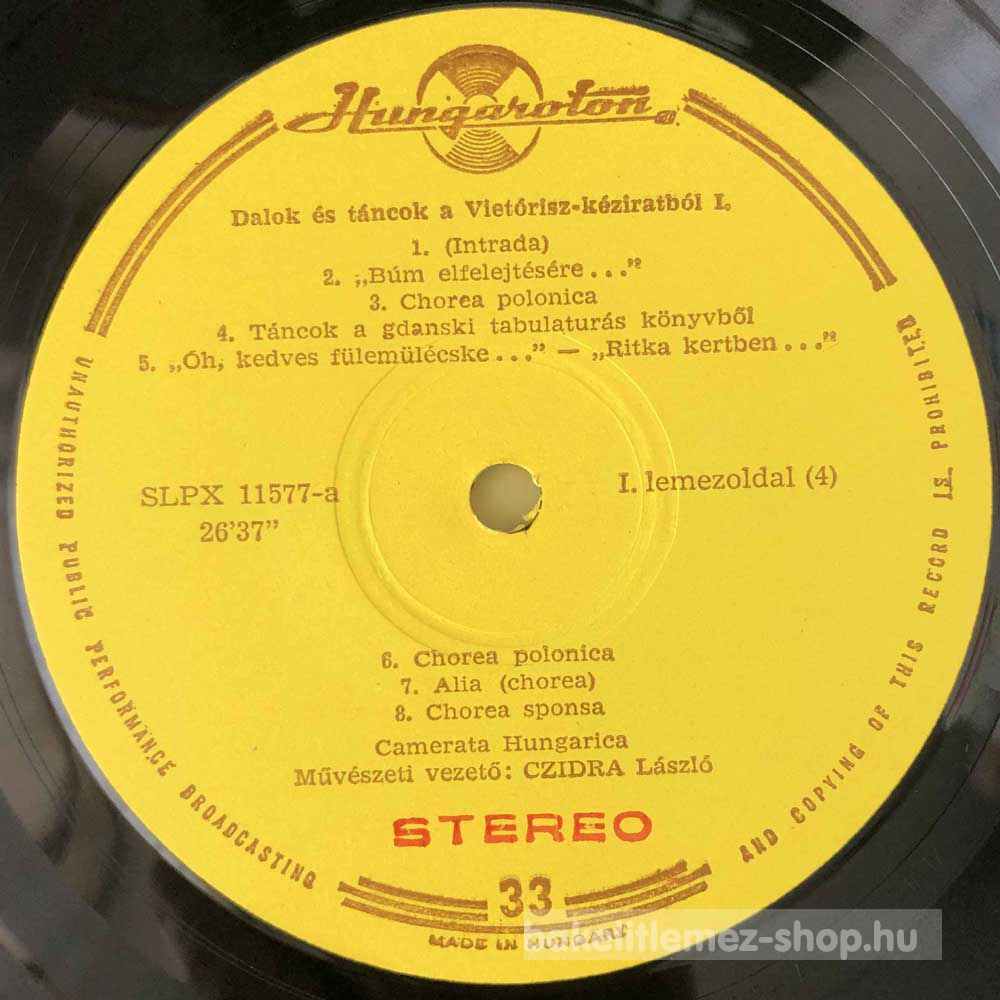 Hungaroton
Dalok és táncok a Vietórisz-kéziratból I.
1. (Intrada)
2. „Búm elfelejtésére . . .”
3. Chorea polonica
4. Táncok a gdanski tabulaturás könyvből
5. „Óh, kedves fülemülécske . . .” — „Ritka kertben . . .”
SLPX 11577-a
26’37”
I. lemezoldal (4)
6. Chorea polonica
7. Alia (chorea)
8. Chorea sponsa
Camerata Hungarica
Művészeti vezető: CZIDRA László
STEREO
33
MADE IN HUNGARY
UNAUTHORIZED PUBLIC PERFORMANCE BROADCASTING AND COPYING OF THIS RECORD IS PROHIBITED
bakelitlemez-shop.hu